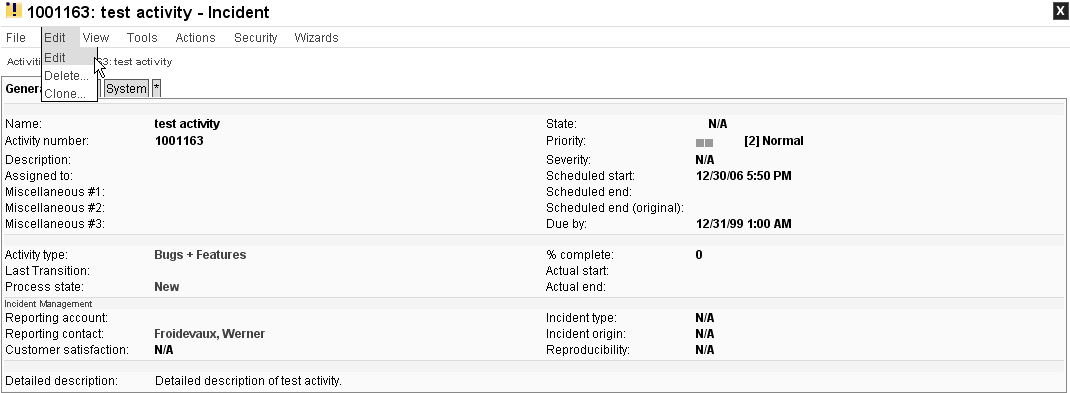 1001163: test activity - Incident
X
File Edit View Tools Actions Security Wizards
Edit
Delete...
Clone...
test activity
System *
Name: test activity State: N/A
Activity number: 1001163 Priority: [2] Normal
Description: Severity: N/A
Assigned to: Scheduled start: 12/30/06 5:50 PM
Miscellaneous #1: Scheduled end:
Miscellaneous #2: Scheduled end (original):
Miscellaneous #3: Due by: 12/31/99 1:00 AM
Activity type: Bugs + Features % complete: 0
Last Transition: Actual start:
Process state: New Actual end:
Incident Management
Reporting account: Incident type: N/A
Reporting contact: Froidevaux, Werner Incident origin: N/A
Customer satisfaction: N/A Reproducibility: N/A
Detailed description: Detailed description of test activity.